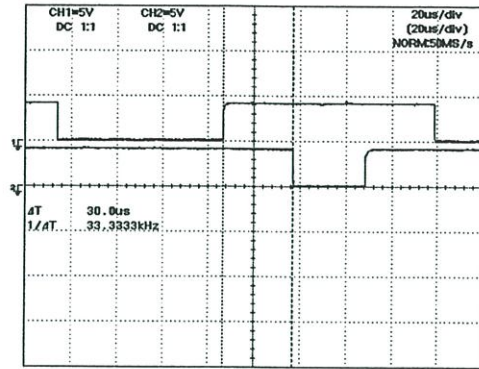 CH1=5V CH2=5V 20us/div
DC 1:1 DC 1:1 (20us/div)
NORM:50MS/s
1
2
ΔT 30.0us
1/ΔT 33.3333kHz